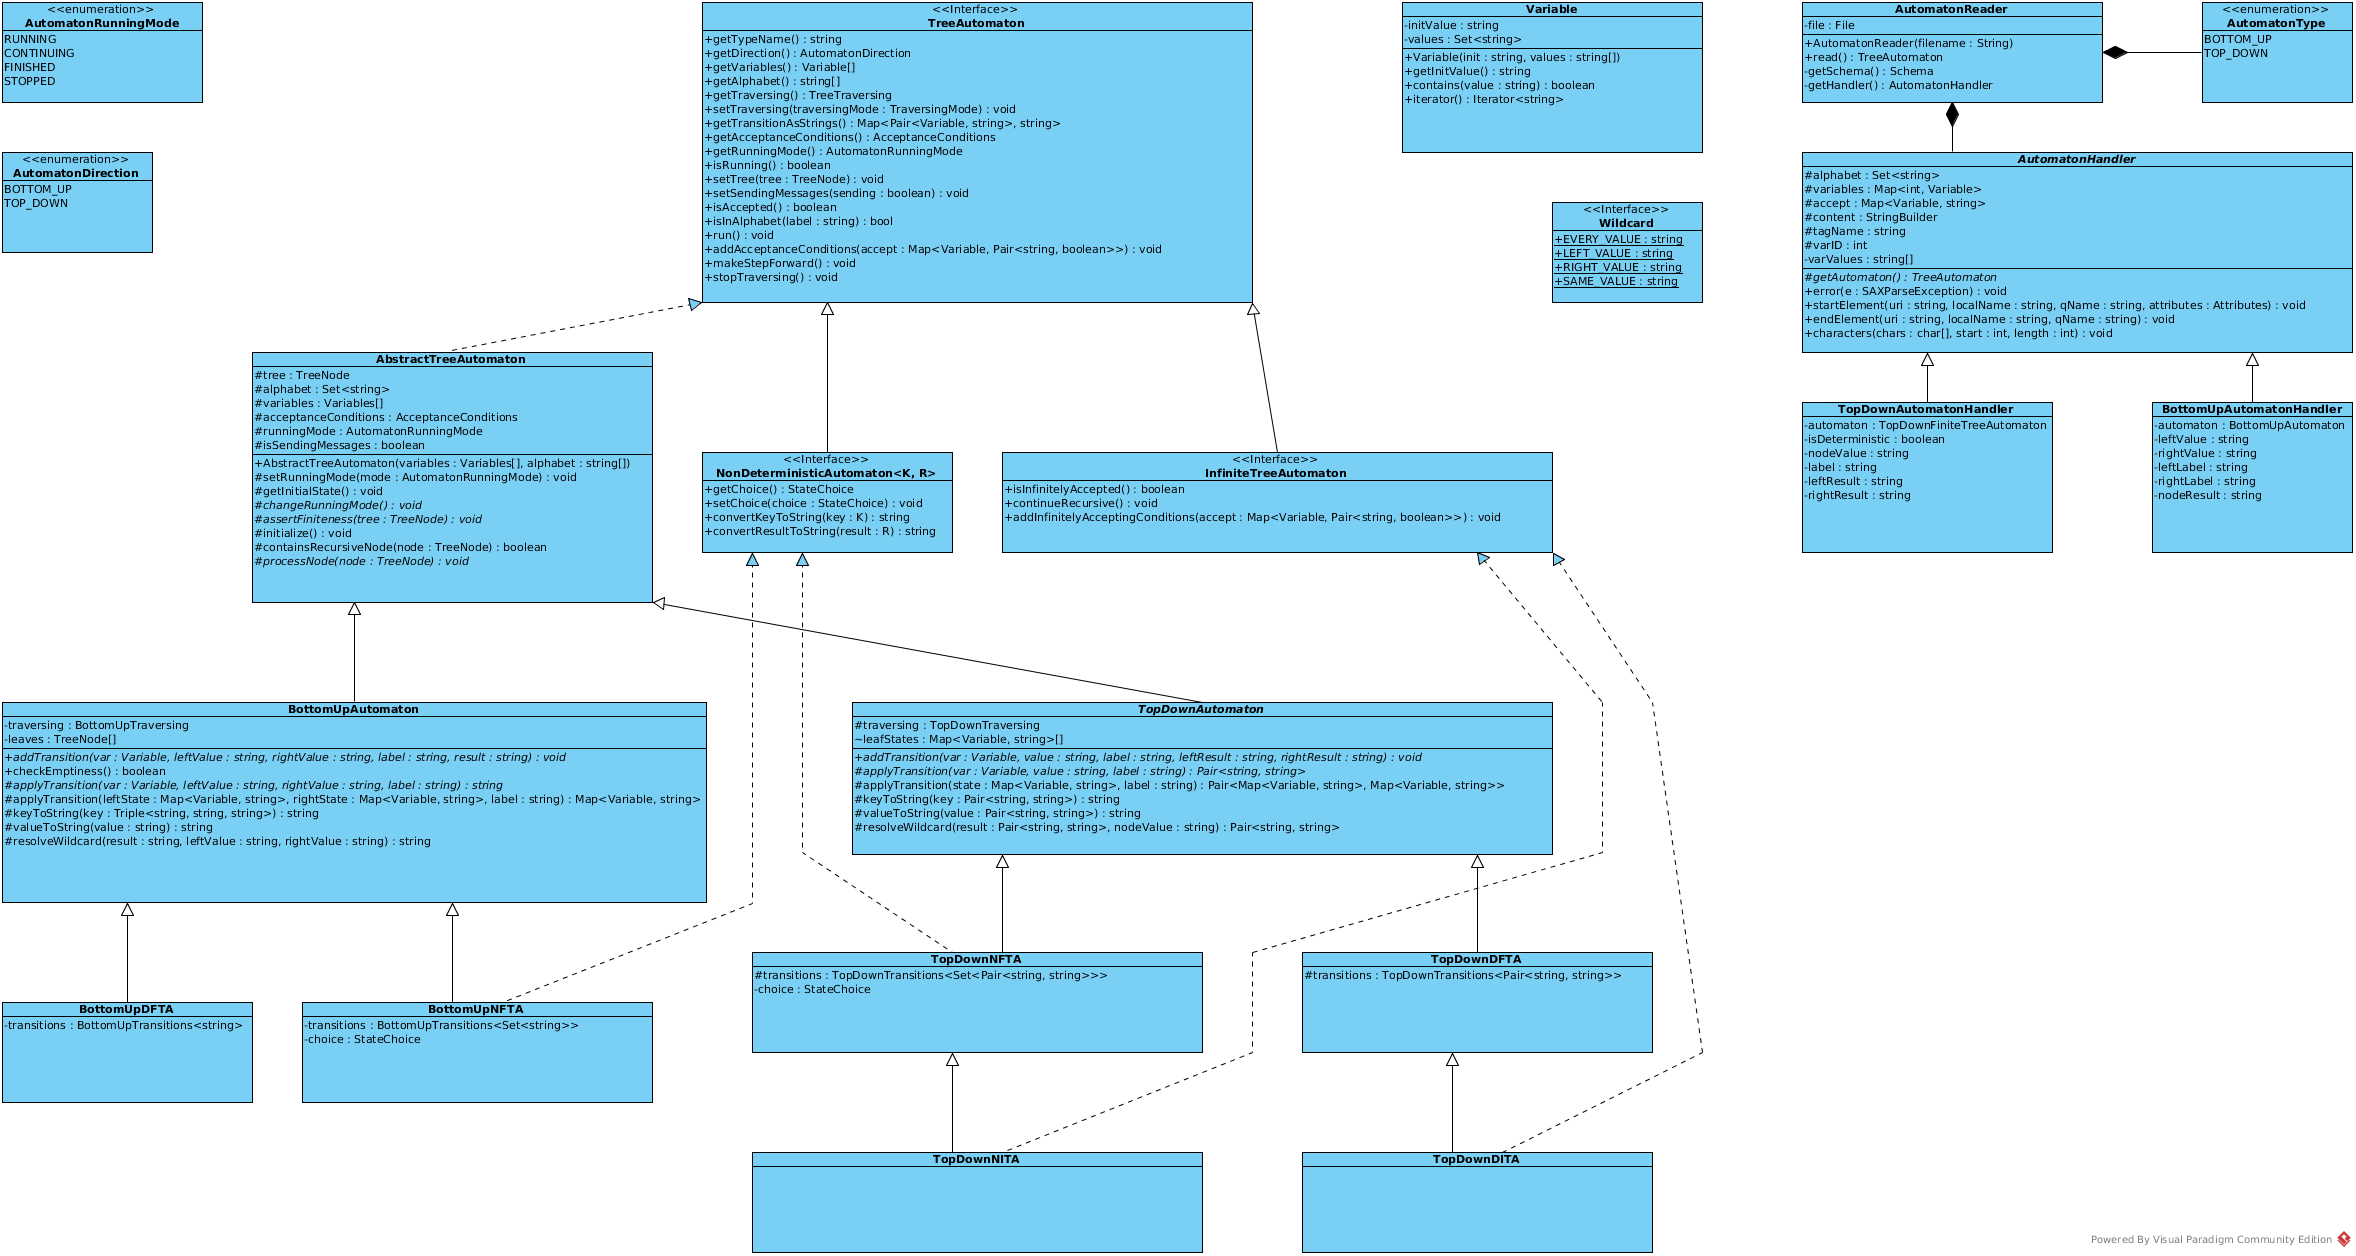 <<enumeration>>
AutomatonRunningMode
RUNNING
CONTINUING
FINISHED
STOPPED
<<enumeration>>
AutomatonDirection
BOTTOM_UP
TOP_DOWN
<<Interface>>
TreeAutomaton
+getTypeName() : string
+getDirection() : AutomatonDirection
+getVariables() : Variable[]
+getAlphabet() : string[]
+getTraversing() : TreeTraversing
+setTraversing(traversingMode : TraversingMode) : void
+getTransitionAsStrings() : Map<Pair<Variable, string>, string>
+getAcceptanceConditions() : AcceptanceConditions
+getRunningMode() : AutomatonRunningMode
+isRunning() : boolean
+setTree(tree : TreeNode) : void
+setSendingMessages(sending : boolean) : void
+isAccepted() : boolean
+isInAlphabet(label : string) : bool
+run() : void
+addAcceptanceConditions(accept : Map<Variable, Pair<string, boolean>>) : void
+makeStepForward() : void
+stopTraversing() : void
Variable
-initValue : string
-values : Set<string>
+Variable(init : string, values : string[])
+getInitValue() : string
+contains(value : string) : boolean
+iterator() : Iterator<string>
<<Interface>>
Wildcard
+EVERY_VALUE : string
+LEFT_VALUE : string
+RIGHT_VALUE : string
+SAME_VALUE : string
AutomatonReader
-file : File
+AutomatonReader(filename : String)
+read() : TreeAutomaton
-getSchema() : Schema
-getHandler() : AutomatonHandler
<<enumeration>>
AutomatonType
BOTTOM_UP
TOP_DOWN
AutomatonHandler
#alphabet : Set<string>
#variables : Map<int, Variable>
#accept : Map<Variable, string>
#content : StringBuilder
#tagName : string
#varID : int
-varValues : string[]
#getAutomaton() : TreeAutomaton
+error(e : SAXParseException) : void
+startElement(uri : string, localName : string, qName : string, attributes : Attributes) : void
+endElement(uri : string, localName : string, qName : string) : void
+characters(chars : char[], start : int, length : int) : void
TopDownAutomatonHandler
-automaton : TopDownFiniteTreeAutomaton
-isDeterministic : boolean
-nodeValue : string
-label : string
-leftResult : string
-rightResult : string
BottomUpAutomatonHandler
-automaton : BottomUpAutomaton
-leftValue : string
-rightValue : string
-leftLabel : string
-rightLabel : string
-nodeResult : string
AbstractTreeAutomaton
#tree : TreeNode
#alphabet : Set<string>
#variables : Variables[]
#acceptanceConditions : AcceptanceConditions
#runningMode : AutomatonRunningMode
#isSendingMessages : boolean
+AbstractTreeAutomaton(variables : Variables[], alphabet : string[])
#setRunningMode(mode : AutomatonRunningMode) : void
#getInitialState() : void
#changeRunningMode() : void
#assertFiniteness(tree : TreeNode) : void
#initialize() : void
#containsRecursiveNode(node : TreeNode) : boolean
#processNode(node : TreeNode) : void
<<Interface>>
NonDeterministicAutomaton<K, R>
+getChoice() : StateChoice
+setChoice(choice : StateChoice) : void
+convertKeyToString(key : K) : string
+convertResultToString(result : R) : string
<<Interface>>
InfiniteTreeAutomaton
+isInfinitelyAccepted() : boolean
+continueRecursive() : void
+addInfinitelyAcceptingConditions(accept : Map<Variable, Pair<string, boolean>>) : void
BottomUpAutomaton
-traversing : BottomUpTraversing
-leaves : TreeNode[]
+addTransition(var : Variable, leftValue : string, rightValue : string, label : string, result : string) : void
+checkEmptiness() : boolean
#applyTransition(var : Variable, leftValue : string, rightValue : string, label : string) : string
#applyTransition(leftState : Map<Variable, string>, rightState : Map<Variable, string>, label : string) : Map<Variable, string>
#keyToString(key : Triple<string, string, string>) : string
#valueToString(value : string) : string
#resolveWildcard(result : string, leftValue : string, rightValue : string) : string
TopDownAutomaton
#traversing : TopDownTraversing
~leafStates : Map<Variable, string>[]
+addTransition(var : Variable, value : string, label : string, leftResult : string, rightResult : string) : void
#applyTransition(var : Variable, value : string, label : string) : Pair<string, string>
#applyTransition(state : Map<Variable, string>, label : string) : Pair<Map<Variable, string>, Map<Variable, string>>
#keyToString(key : Pair<string, string>) : string
#valueToString(value : Pair<string, string>) : string
#resolveWildcard(result : Pair<string, string>, nodeValue : string) : Pair<string, string>
BottomUpDFTA
-transitions : BottomUpTransitions<string>
BottomUpNFTA
-transitions : BottomUpTransitions<Set<string>>
-choice : StateChoice
TopDownNFTA
#transitions : TopDownTransitions<Set<Pair<string, string>>>
-choice : StateChoice
TopDownDFTA
#transitions : TopDownTransitions<Pair<string, string>>
TopDownNITA
TopDownDITA
Powered By Visual Paradigm Community Edition